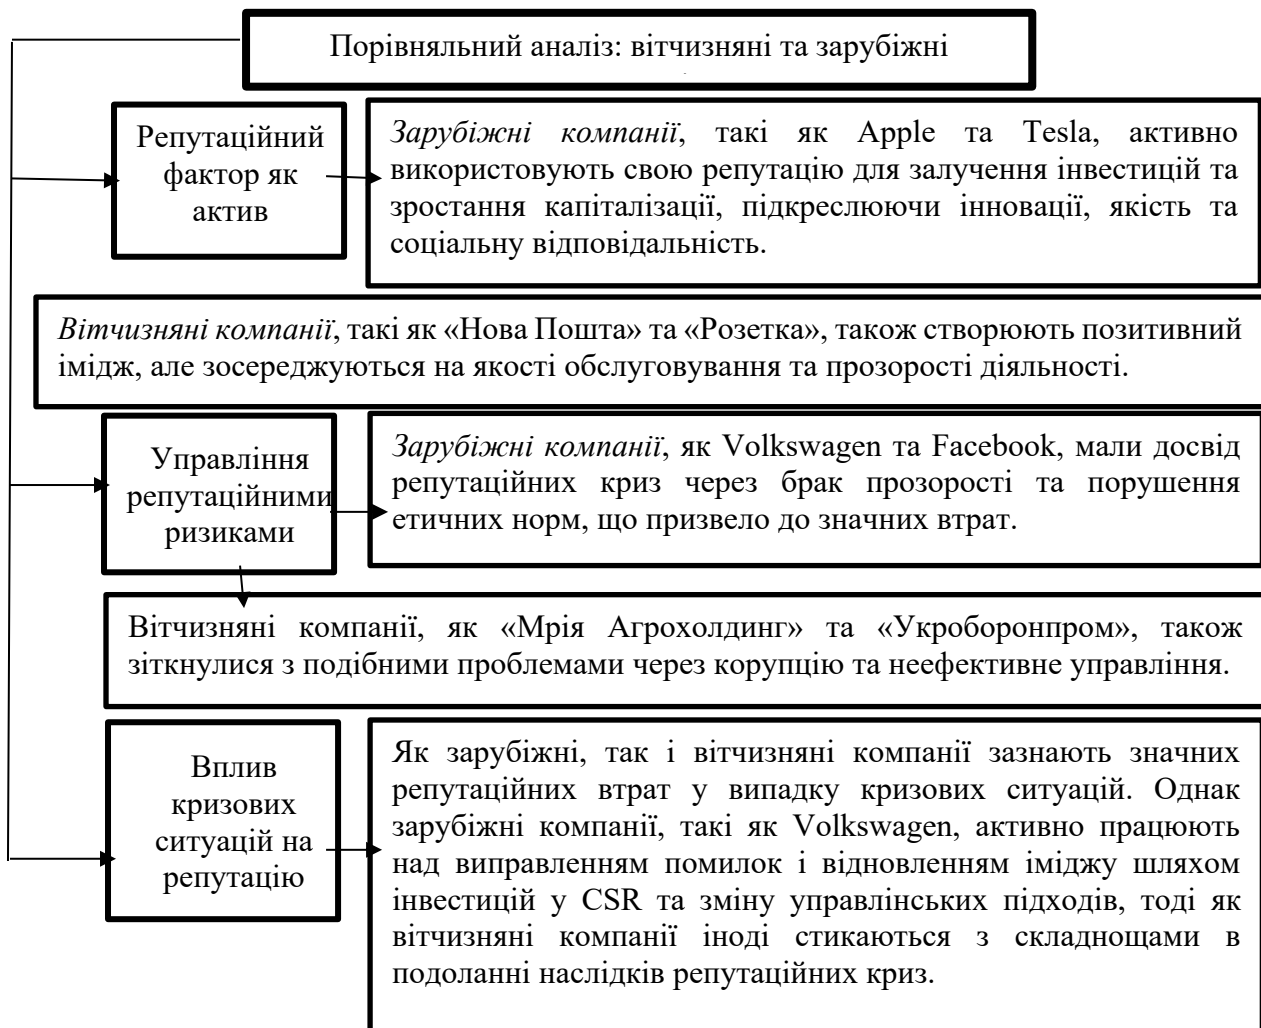 Порівняльний аналіз: вітчизняні та зарубіжні
Репутаційний
фактор як
актив
Зарубіжні компанії, такі як Apple та Tesla, активно
використовують свою репутацію для залучення інвестицій та
зростання капіталізації, підкреслюючи інновації, якість та
соціальну відповідальність.
Вітчизняні компанії, такі як «Нова Пошта» та «Розетка», також створюють позитивний
імідж, але зосереджуються на якості обслуговування та прозорості діяльності.
Управління
репутаційними
ризиками
Зарубіжні компанії, як Volkswagen та Facebook, мали досвід
репутаційних криз через брак прозорості та порушення
етичних норм, що призвело до значних втрат.
Вітчизняні компанії, як «Мрія Агрохолдинг» та «Укроборонпром», також
зіткнулися з подібними проблемами через корупцію та неефективне управління.
Вплив
кризових
ситуацій на
репутацію
Як зарубіжні, так і вітчизняні компанії зазнають значних
репутаційних втрат у випадку кризових ситуацій. Однак
зарубіжні компанії, такі як Volkswagen, активно працюють
над виправленням помилок і відновленням іміджу шляхом
інвестицій у CSR та зміну управлінських підходів, тоді як
вітчизняні компанії іноді стикаються з складнощами в
подоланні наслідків репутаційних криз.